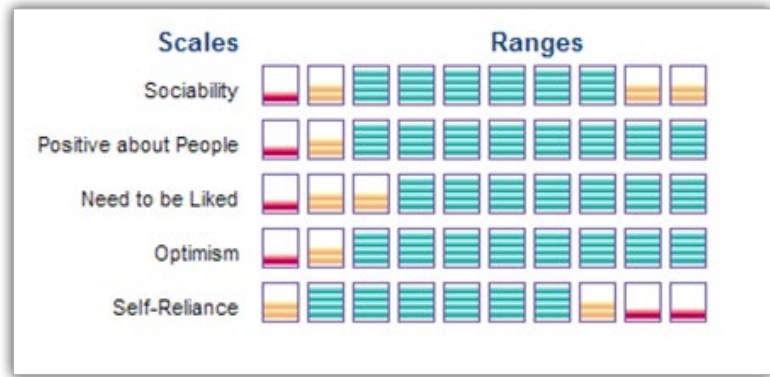 Scales Ranges
Sociability
Positive about People
Need to be Liked
Optimism
Self-Reliance